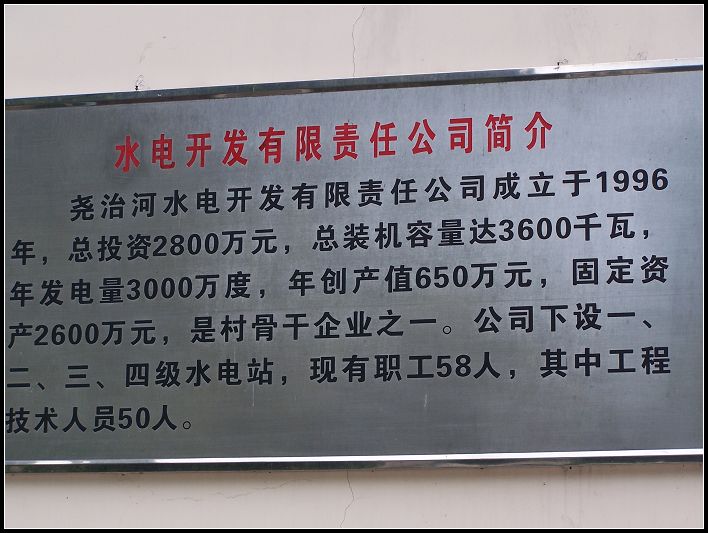 水电开发有限责任公司简介
尧治河水电开发有限责任公司成立于1996
年，总投资2800万元，总装机容量达3600千瓦，
年发电量3000万度，年创产值650万元，固定资
产2600万元，是村骨干企业之一。公司下设一、
二、三、四级水电站，现有职工58人，其中工程
技术人员50人。